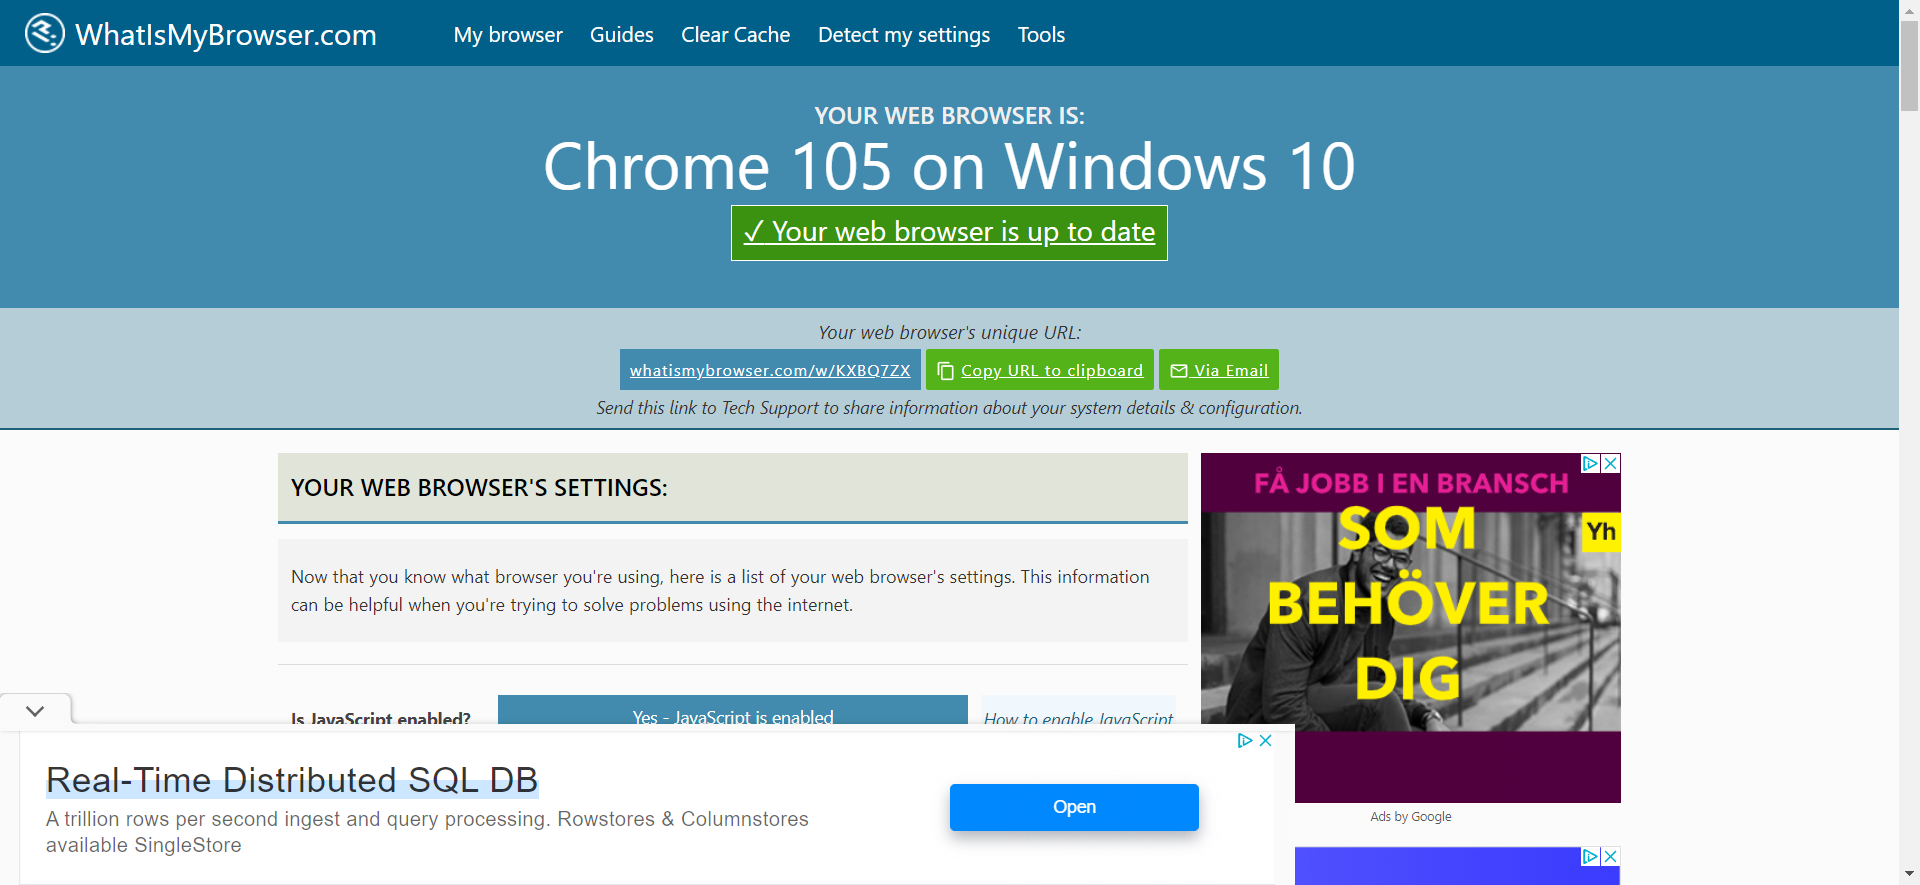 WhatIsMyBrowser.com
My browser
Guides
Clear Cache
Detect my settings
Tools
YOUR WEB BROWSER IS:
Chrome 105 on Windows 10
✓ Your web browser is up to date
Your web browser's unique URL:
whatismybrowser.com/w/KXBQ7ZX
Copy URL to clipboard
Via Email
Send this link to Tech Support to share information about your system details & configuration.
YOUR WEB BROWSER'S SETTINGS:
Now that you know what browser you're using, here is a list of your web browser's settings. This information
can be helpful when you're trying to solve problems using the internet.
Is JavaScript enabled?
Yes - JavaScript is enabled
How to enable JavaScript
FÅ JOBB I EN BRANSCH
SOM
Yh
BEHÖVER
DIG
Ads by Google
Real-Time Distributed SQL DB
A trillion rows per second ingest and query processing. Rowstores & Columnstores
available SingleStore
Open